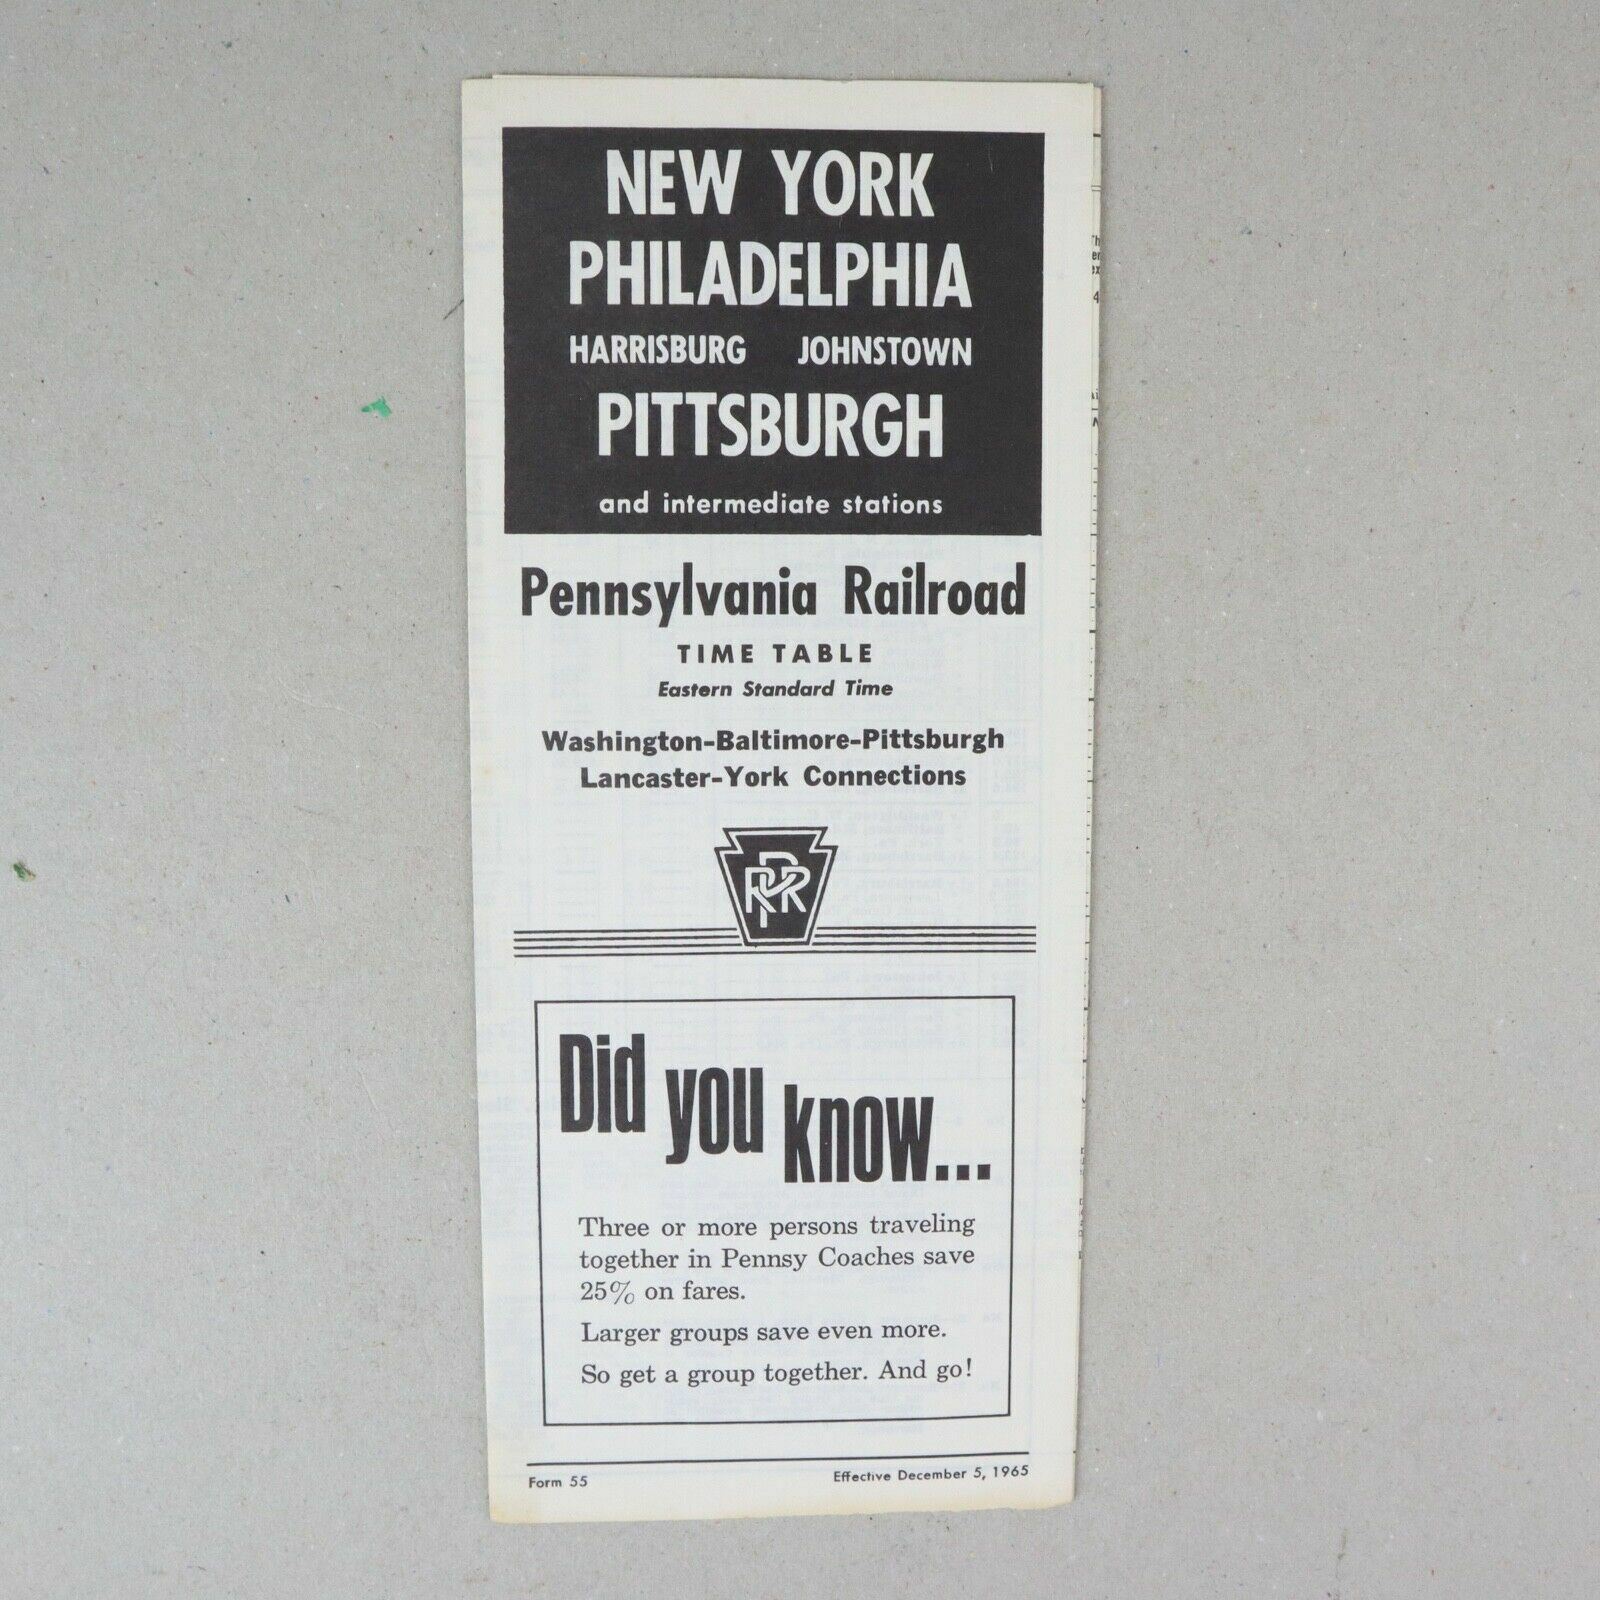 NEW YORK
PHILADELPHIA
HARRISBURG JOHNSTOWN
PITTSBURGH
and intermediate stations
Pennsylvania Railroad
TIME TABLE
Eastern Standard Time
Washington-Baltimore-Pittsburgh
Lancaster-York Connections
PRR
Did you know...
Three or more persons traveling
together in Pennsy Coaches save
25% on fares.
Larger groups save even more.
So get a group together. And go!
Form 55 Effective December 5, 1965